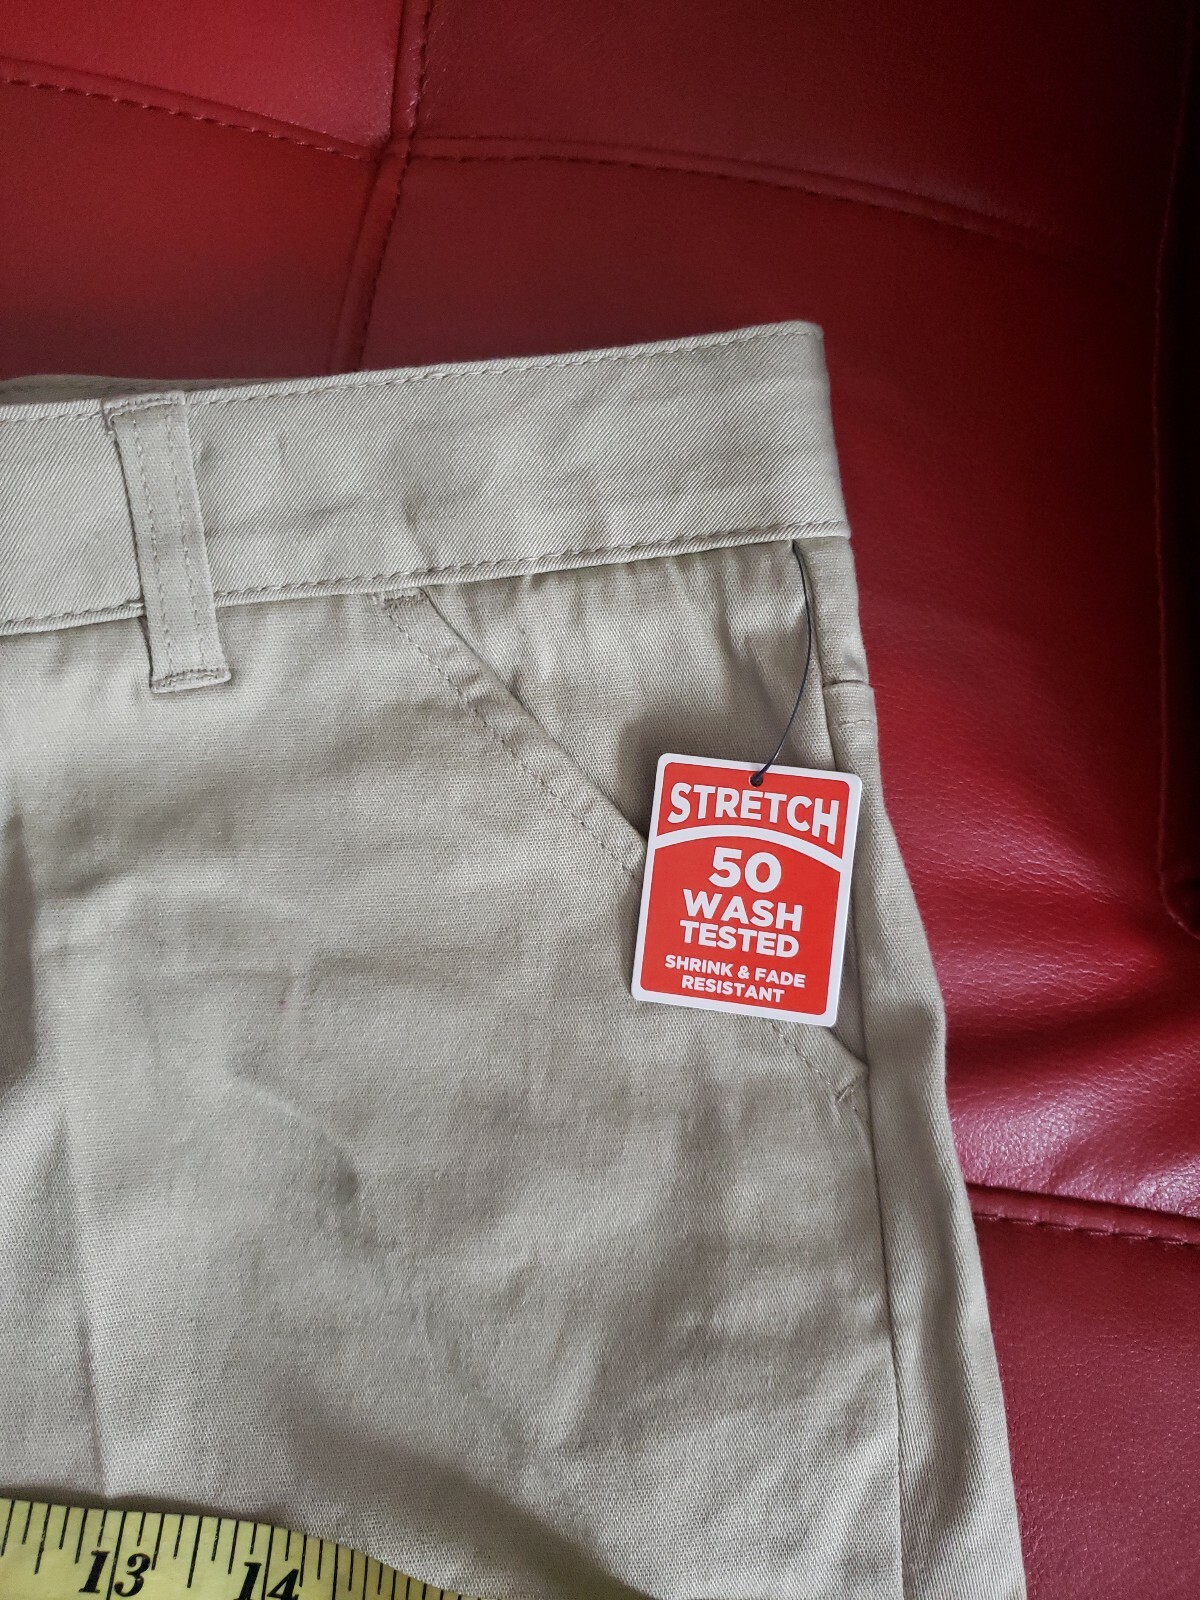 STRETCH
50
WASH
TESTED
SHRINK & FADE
RESISTANT
13 14